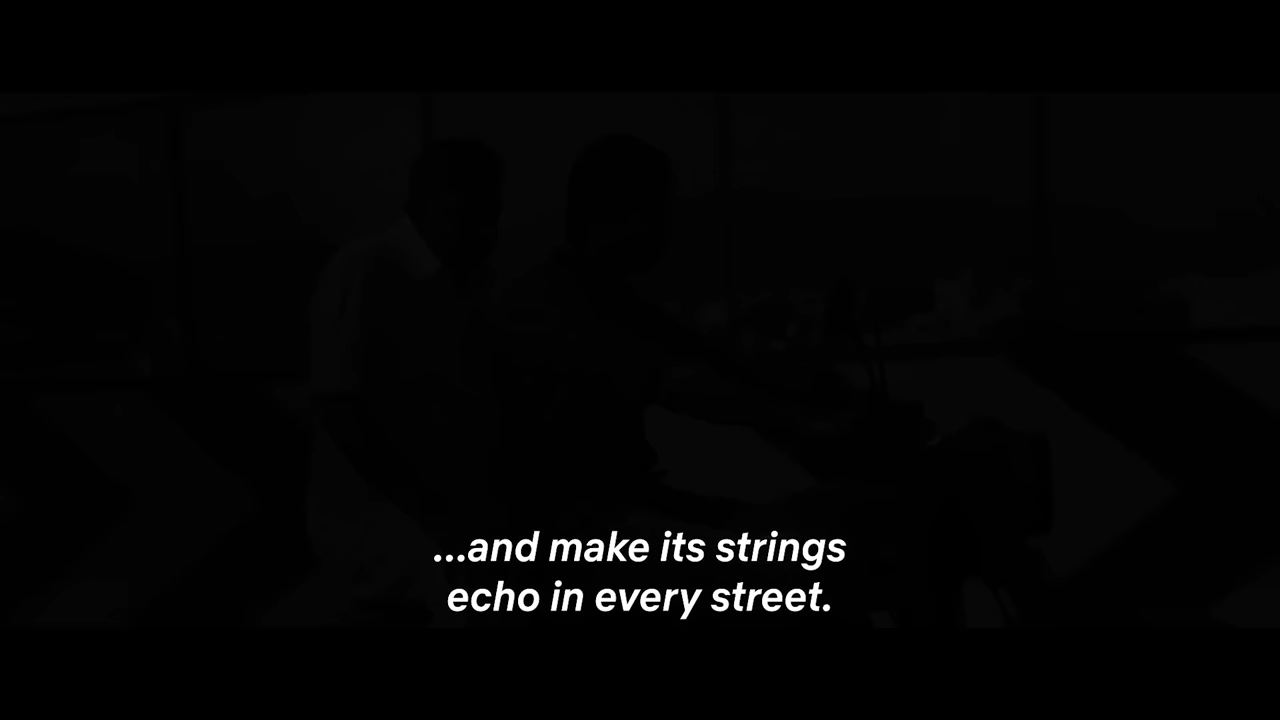 ...and make its strings
echo in every street.